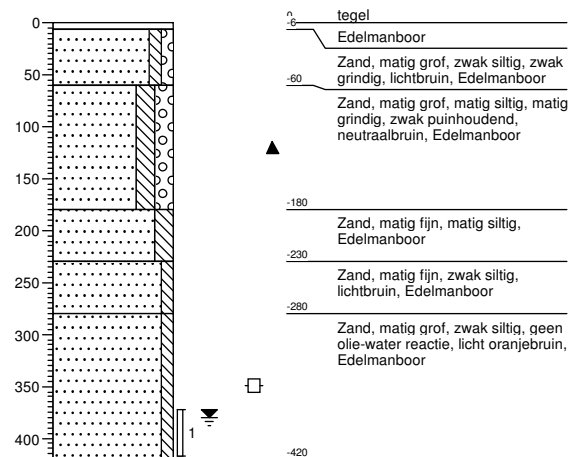 0
50
100
150
200
250
300
350
400
1
0
tegel
-6
Edelmanboor
Zand, matig grof, zwak siltig, zwak
grindig, lichtbruin, Edelmanboor
-60
Zand, matig grof, matig siltig, matig
grindig, zwak puinhoudend,
neutraalbruin, Edelmanboor
-180
Zand, matig fijn, matig siltig,
Edelmanboor
-230
Zand, matig fijn, zwak siltig,
lichtbruin, Edelmanboor
-280
Zand, matig grof, zwak siltig, geen
olie-water reactie, licht oranjebruin,
Edelmanboor
-420